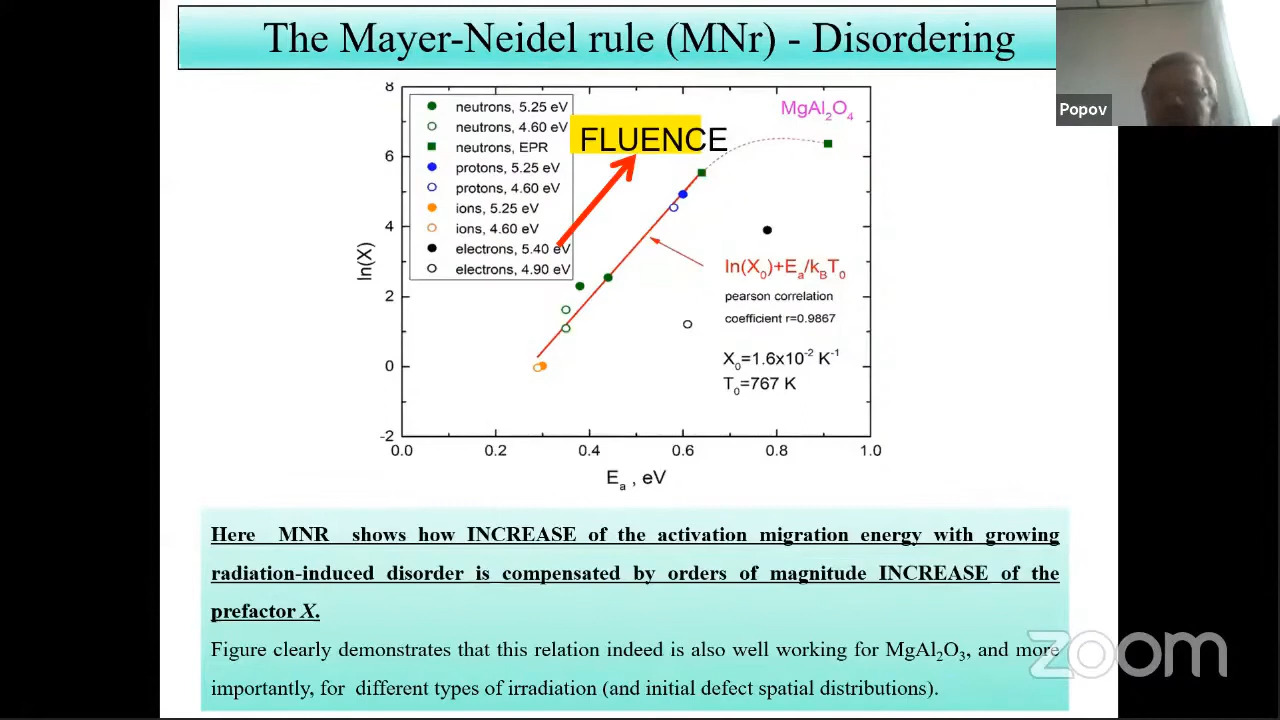 The Mayer-Neidel rule (MNr) - Disordering
Popov
8
6
4
2
0
-2
ln(X)
neutrons, 5.25 eV
neutrons, 4.60 eV
neutrons, EPR
protons, 5.25 eV
protons, 4.60 eV
ions, 5.25 eV
ions, 4.60 eV
electrons, 5.40 eV
electrons, 4.90 eV
FLUENCE
MgAl₂O₄
ln(X₀)+Eₐ/k_BT₀
pearson correlation
coefficient r=0.9867
X₀=1.6x10⁻² K⁻¹
T₀=767 K
0.0 0.2 0.4 0.6 0.8 1.0
Eₐ , eV
Here MNR shows how INCREASE of the activation migration energy with growing
radiation-induced disorder is compensated by orders of magnitude INCREASE of the
prefactor X.
Figure clearly demonstrates that this relation indeed is also well working for MgAl₂O₃, and more
importantly, for different types of irradiation (and initial defect spatial distributions).
zoom